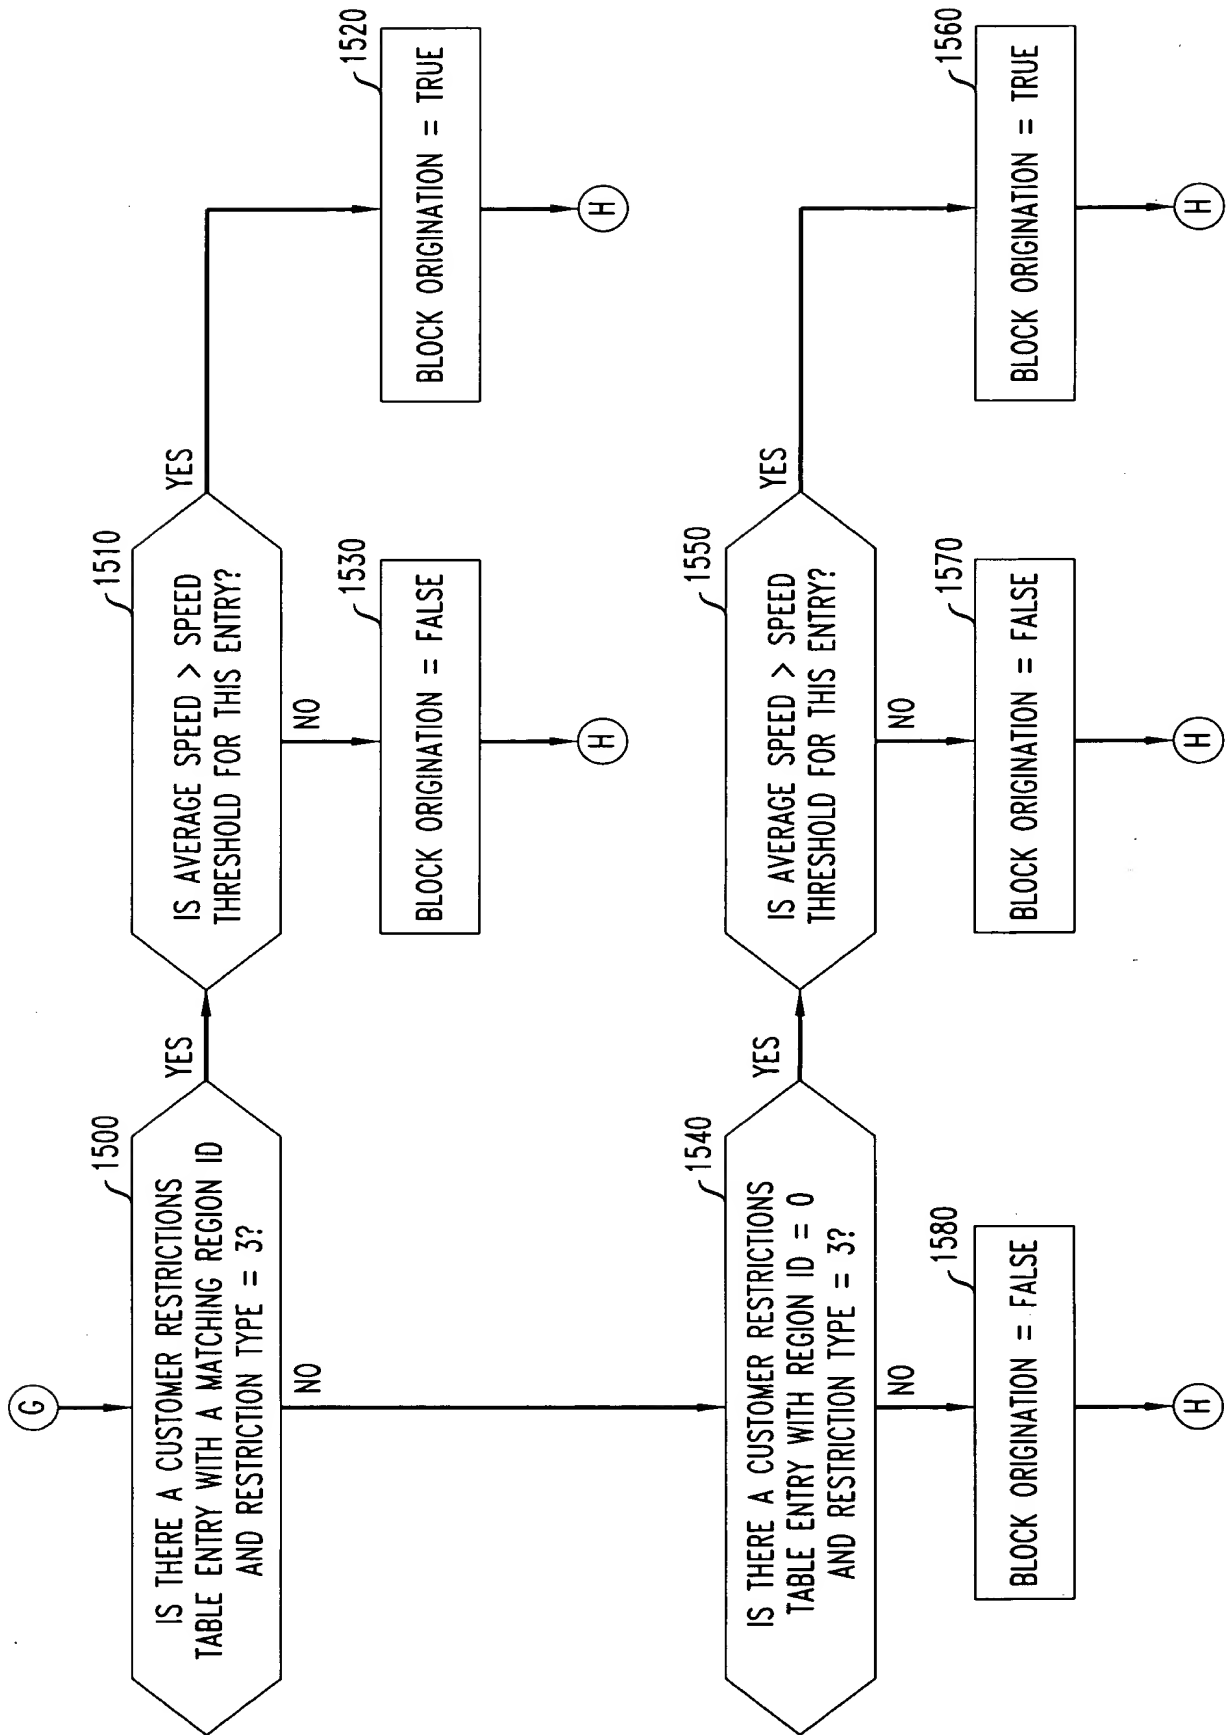 G
1500
IS THERE A CUSTOMER RESTRICTIONS
TABLE ENTRY WITH A MATCHING REGION ID
AND RESTRICTION TYPE = 3?
YES
NO
1510
IS AVERAGE SPEED > SPEED
THRESHOLD FOR THIS ENTRY?
YES
NO
1520
BLOCK ORIGINATION = TRUE
H
1530
BLOCK ORIGINATION = FALSE
H
1540
IS THERE A CUSTOMER RESTRICTIONS
TABLE ENTRY WITH REGION ID = 0
AND RESTRICTION TYPE = 3?
YES
NO
1550
IS AVERAGE SPEED > SPEED
THRESHOLD FOR THIS ENTRY?
YES
NO
1560
BLOCK ORIGINATION = TRUE
H
1570
BLOCK ORIGINATION = FALSE
H
1580
BLOCK ORIGINATION = FALSE
H